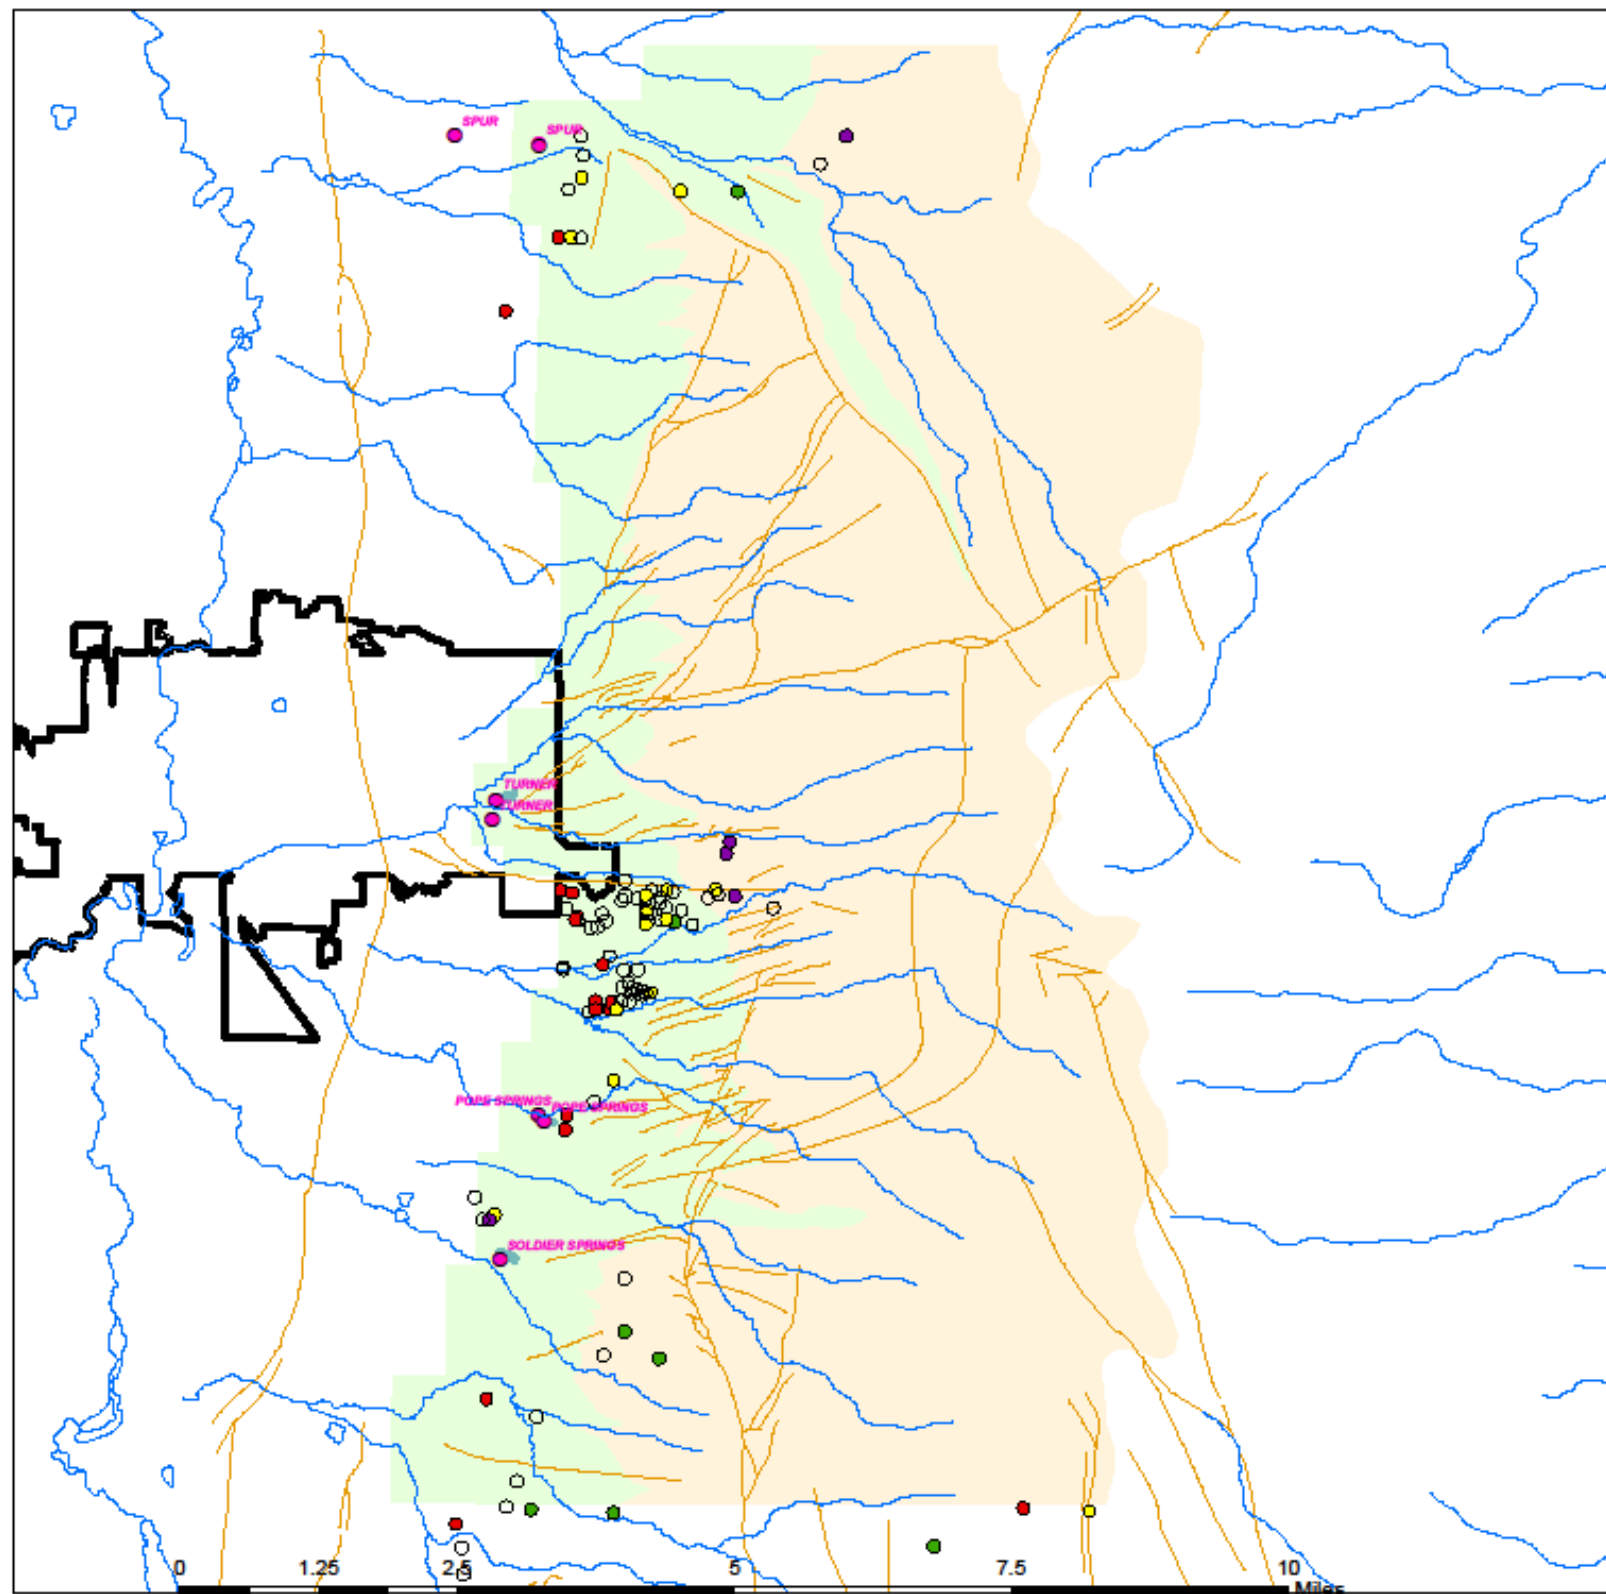 SPUR
SPUR
TURNER
TURNER
POPE SPRINGS
POPE SPRINGS
SOLDIER SPRINGS
0 1.25 2.5 5 7.5 10
Miles